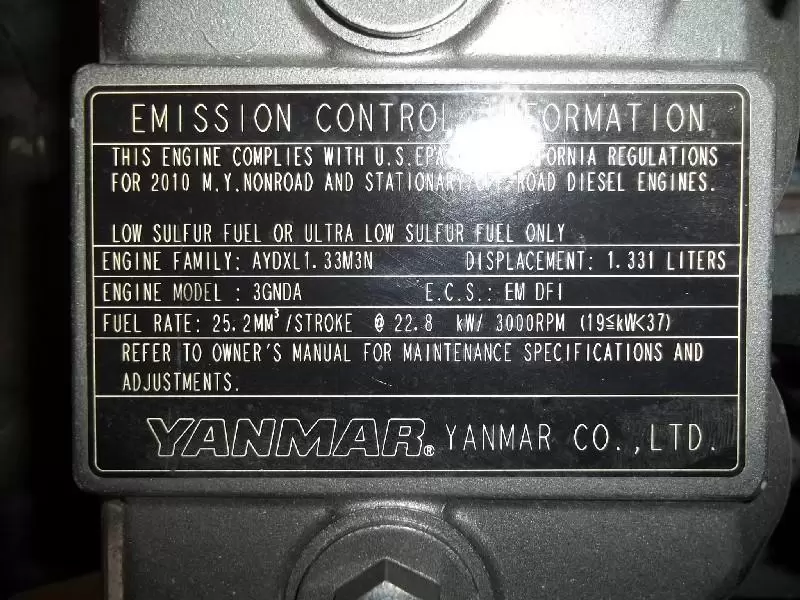 EMISSION CONTROL INFORMATION
THIS ENGINE COMPLIES WITH U.S.EPA CALIFORNIA REGULATIONS
FOR 2010 M.Y.NONROAD AND STATIONARY/OFF-ROAD DIESEL ENGINES.
LOW SULFUR FUEL OR ULTRA LOW SULFUR FUEL ONLY
ENGINE FAMILY: AYDXL1.33M3N DISPLACEMENT: 1.331 LITERS
ENGINE MODEL : 3GNDA E.C.S.: EM DFI
FUEL RATE: 25.2MM³/STROKE @ 22.8 kW/ 3000RPM (19≦kW<37)
REFER TO OWNER'S MANUAL FOR MAINTENANCE SPECIFICATIONS AND
ADJUSTMENTS.
YANMAR® YANMAR CO.,LTD.